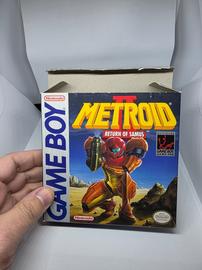 Nintendo
GAME BOY
METROID II
RETURN OF SAMUS
Nintendo